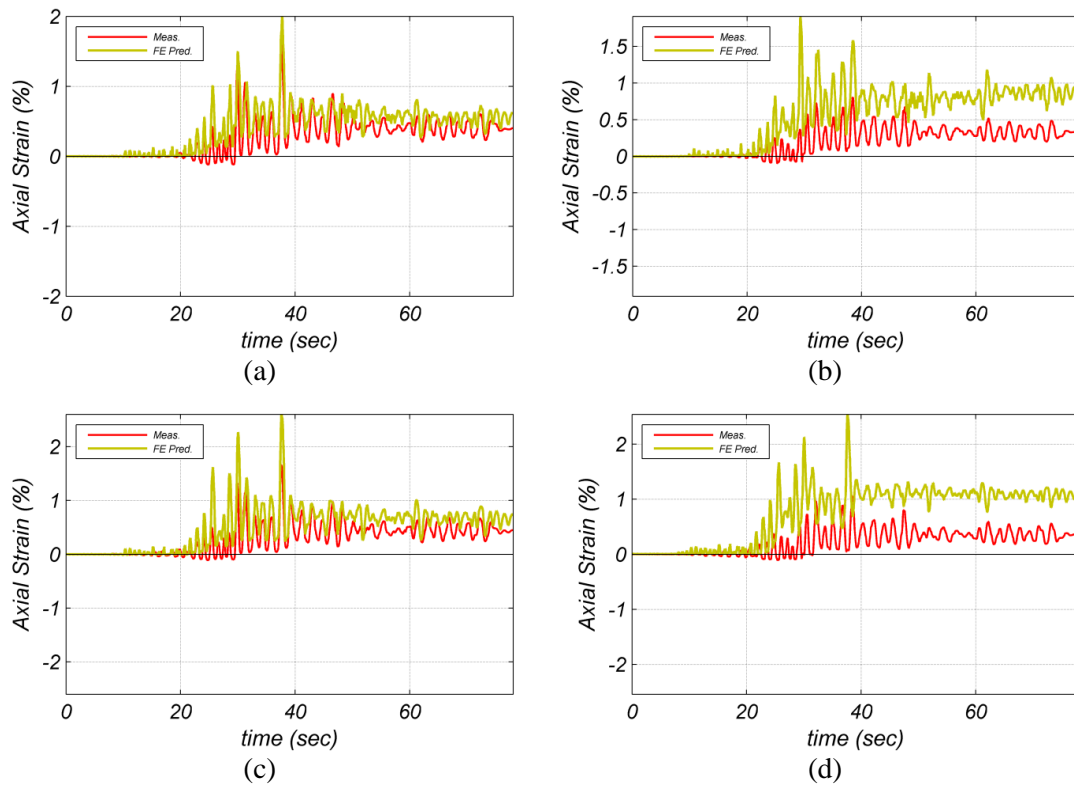 2
1
0
-1
-2
Axial Strain (%)
Meas.
FE Pred.
0 20 40 60
time (sec)
(a)
1.5
1
0.5
0
-0.5
-1
-1.5
Axial Strain (%)
Meas.
FE Pred.
0 20 40 60
time (sec)
(b)
2
1
0
-1
-2
Axial Strain (%)
Meas.
FE Pred.
0 20 40 60
time (sec)
(c)
2
1
0
-1
-2
Axial Strain (%)
Meas.
FE Pred.
0 20 40 60
time (sec)
(d)